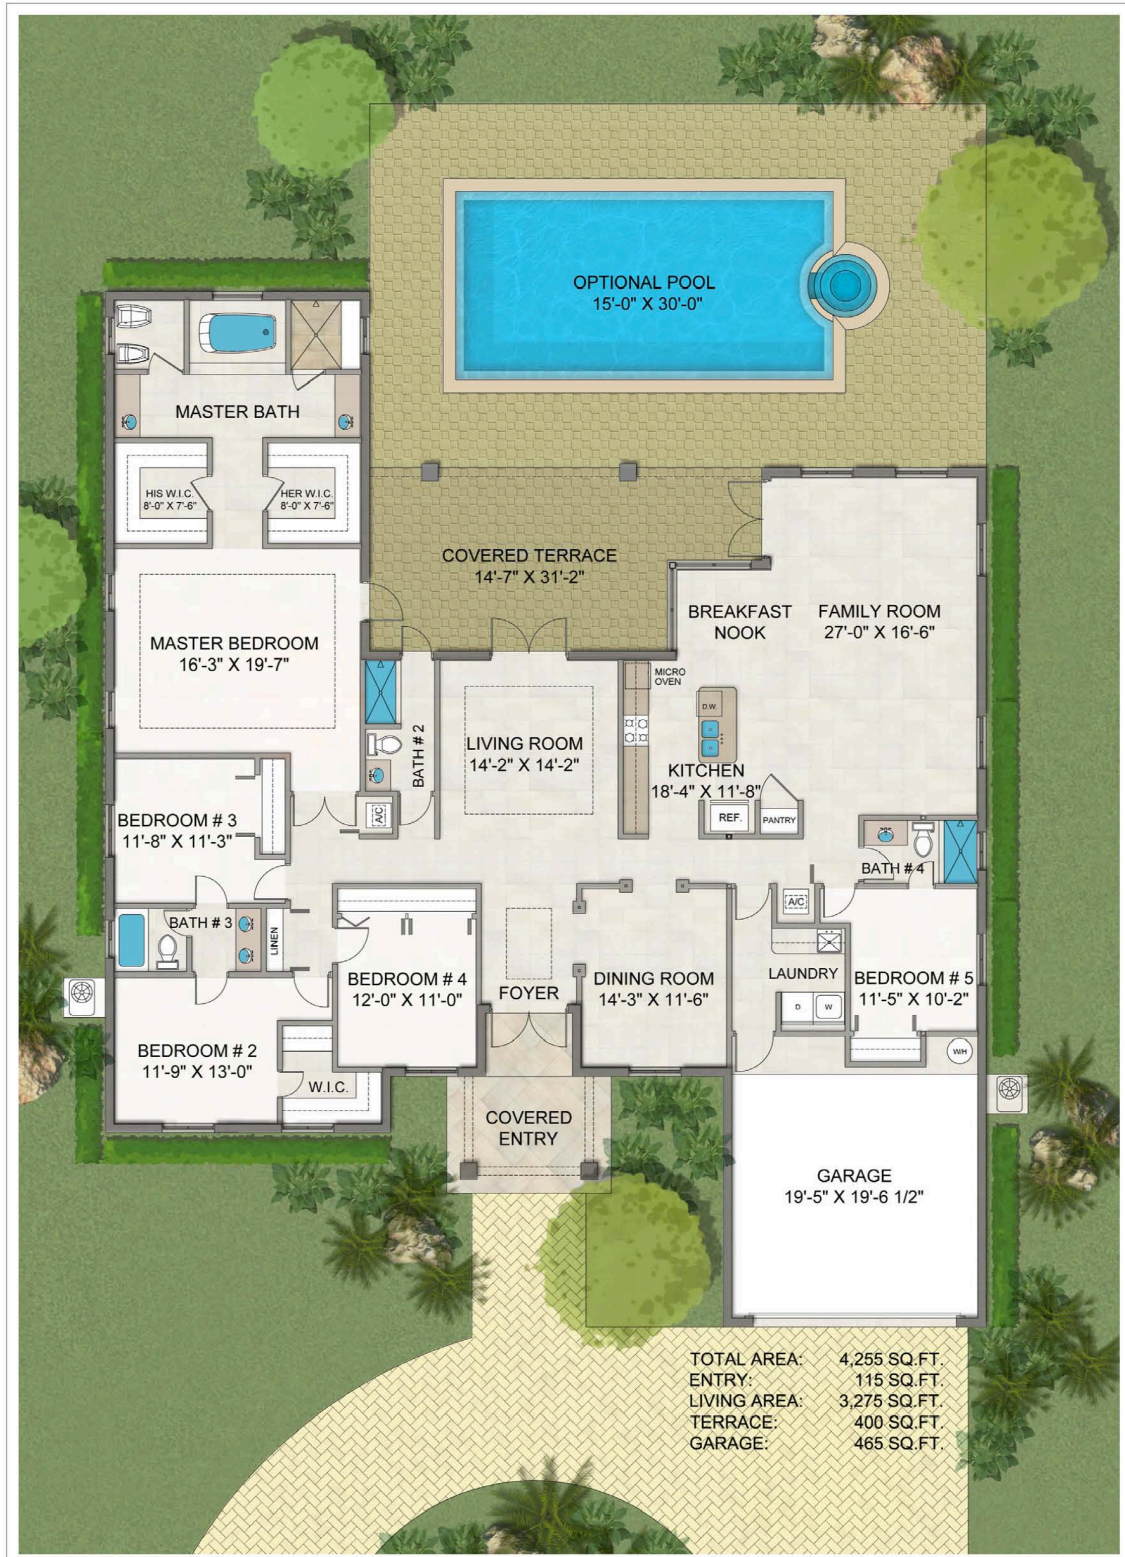 OPTIONAL POOL
15'-0" X 30'-0"
MASTER BATH
HIS W.I.C.
8'-0" X 7'-6"
HER W.I.C.
8'-0" X 7'-6"
COVERED TERRACE
14'-7" X 31'-2"
MASTER BEDROOM
16'-3" X 19'-7"
BREAKFAST
NOOK
FAMILY ROOM
27'-0" X 16'-6"
MICRO
OVEN
D.W.
BATH # 2
LIVING ROOM
14'-2" X 14'-2"
KITCHEN
18'-4" X 11'-8"
REF.
PANTRY
A/C
BEDROOM # 3
11'-8" X 11'-3"
BATH # 4
A/C
BATH # 3
LINEN
BEDROOM # 4
12'-0" X 11'-0"
FOYER
DINING ROOM
14'-3" X 11'-6"
LAUNDRY
D
W
BEDROOM # 5
11'-5" X 10'-2"
W/H
BEDROOM # 2
11'-9" X 13'-0"
W.I.C.
COVERED
ENTRY
GARAGE
19'-5" X 19'-6 1/2"
TOTAL AREA: 4,255 SQ.FT.
ENTRY: 115 SQ.FT.
LIVING AREA: 3,275 SQ.FT.
TERRACE: 400 SQ.FT.
GARAGE: 465 SQ.FT.